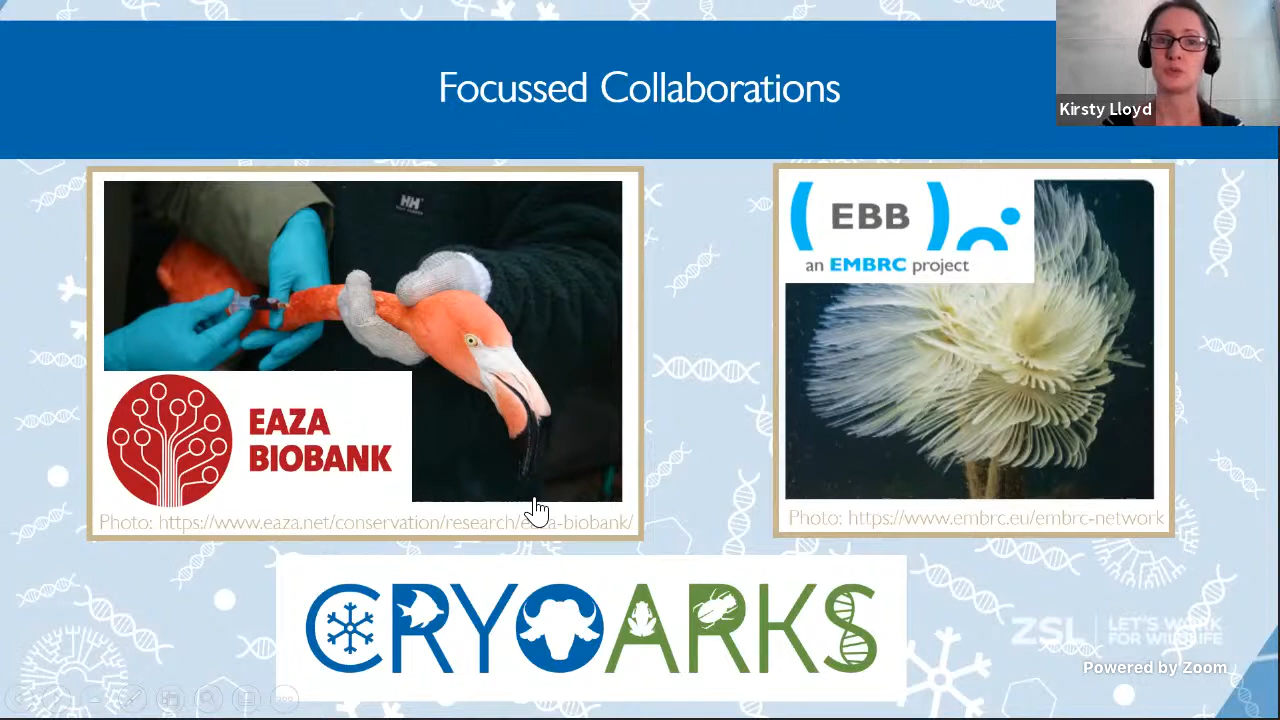 Focussed Collaborations
Kirsty Lloyd
HH
EAZA
BIOBANK
Photo: https://www.eaza.net/conservation/research/eaza-biobank/
(EBB)
an EMBRC project
Photo: https://www.embrc.eu/embrc-network
CRYOARKS
ZSL
LET'S WORK
FOR WILDLIFE
Powered by Zoom